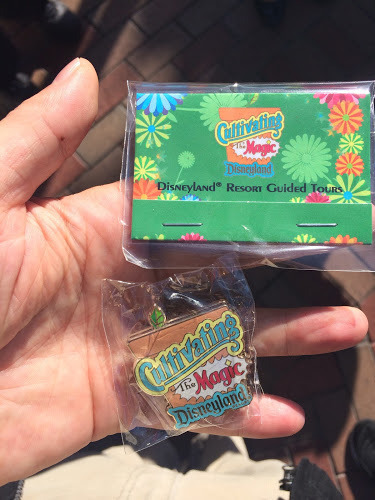 Cultivating
The Magic
Disneyland
Disneyland® Resort Guided Tours
Cultivating
The Magic
Disneyland